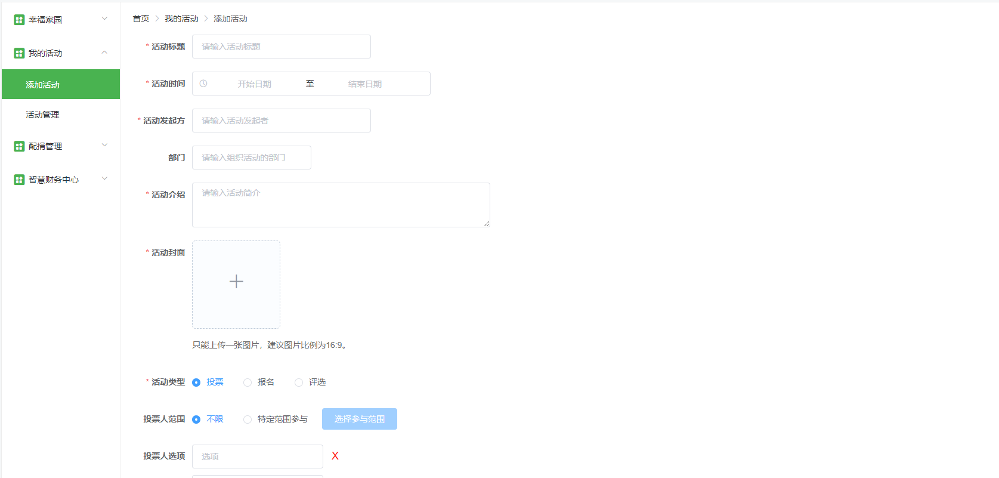 幸福家园
我的活动
添加活动
活动管理
配捐管理
智慧财务中心
首页 > 我的活动 > 添加活动
* 活动标题 请输入活动标题
* 活动时间 开始日期 至 结束日期
* 活动发起方 请输入活动发起者
部门 请输入组织活动的部门
* 活动介绍 请输入活动简介
* 活动封面
只能上传一张图片，建议图片比例为16:9。
* 活动类型 投票 报名 评选
投票人范围 不限 特定范围参与 选择参与范围
投票人选项 选项 X